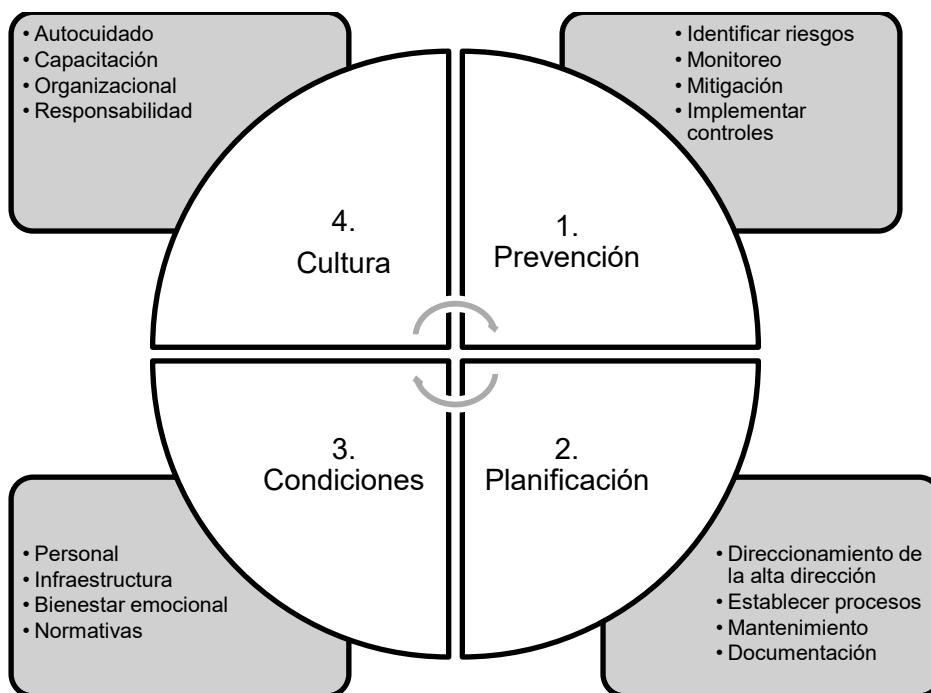 • Autocuidado
• Capacitación
• Organizacional
• Responsabilidad
• Identificar riesgos
• Monitoreo
• Mitigación
• Implementar
controles
4.
Cultura
1.
Prevención
3.
Condiciones
2.
Planificación
• Personal
• Infraestructura
• Bienestar emocional
• Normativas
• Direccionamiento de
la alta dirección
• Establecer procesos
• Mantenimiento
• Documentación